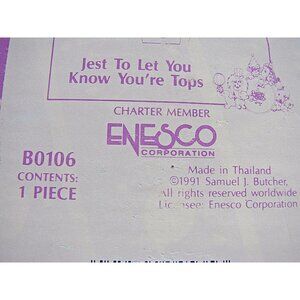 Jest To Let You
Know You're Tops
CHARTER MEMBER
ENESCO
CORPORATION
B0106
CONTENTS:
1 PIECE
Made in Thailand
©1991 Samuel J. Butcher,
All rights reserved worldwide
Licensee: Enesco Corporation